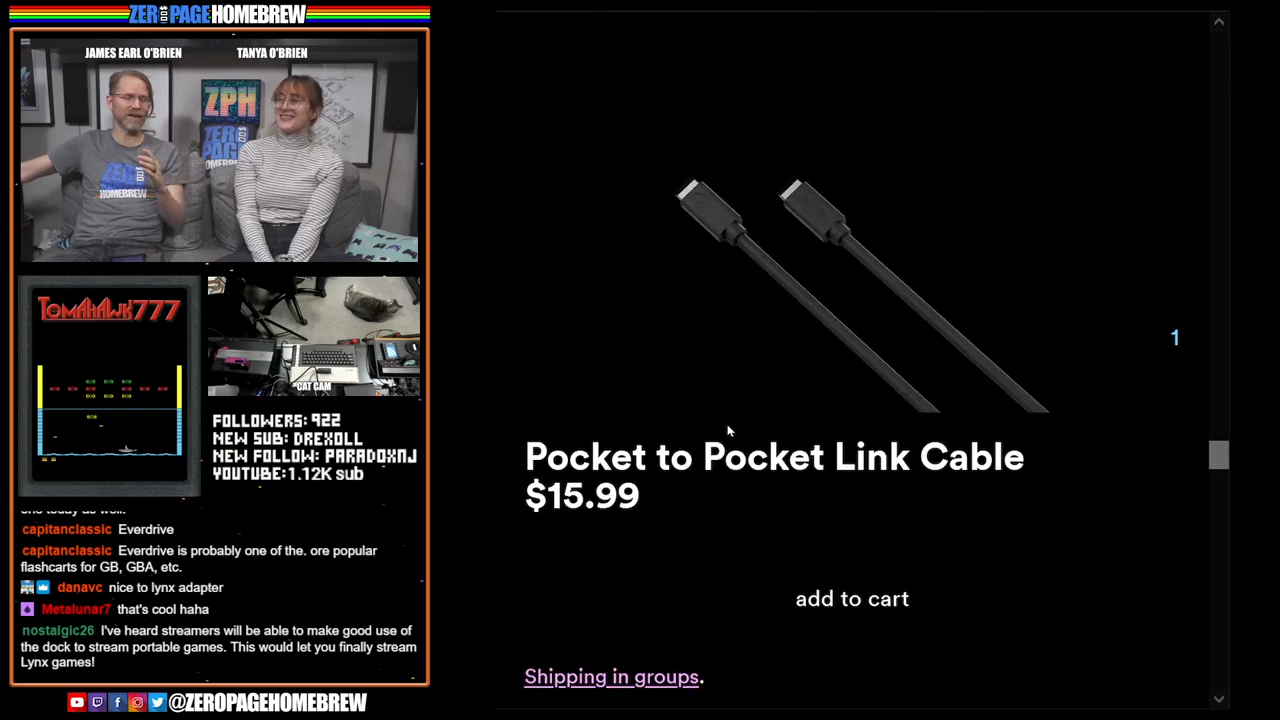 ZEROPAGEHOMEBREW
JAMES EARL O'BRIEN
TANYA O'BRIEN
ZPH
HOMEBREW
TOMAHAWK777
CAT CAM
FOLLOWERS: 922
NEW SUB: DREXOLL
NEW FOLLOW: PARADOXNJ
YOUTUBE:1.12K sub
capitanclassic Everdrive
capitanclassic Everdrive is probably one of the. ore popular
flashcarts for GB, GBA, etc.
danavc nice to lynx adapter
Metalunar7 that's cool haha
nostalgic26 I've heard streamers will be able to make good use of
the dock to stream portable games. This would let you finally stream
Lynx games!
@ZEROPAGEHOMEBREW
1
Pocket to Pocket Link Cable
$15.99
add to cart
Shipping in groups.